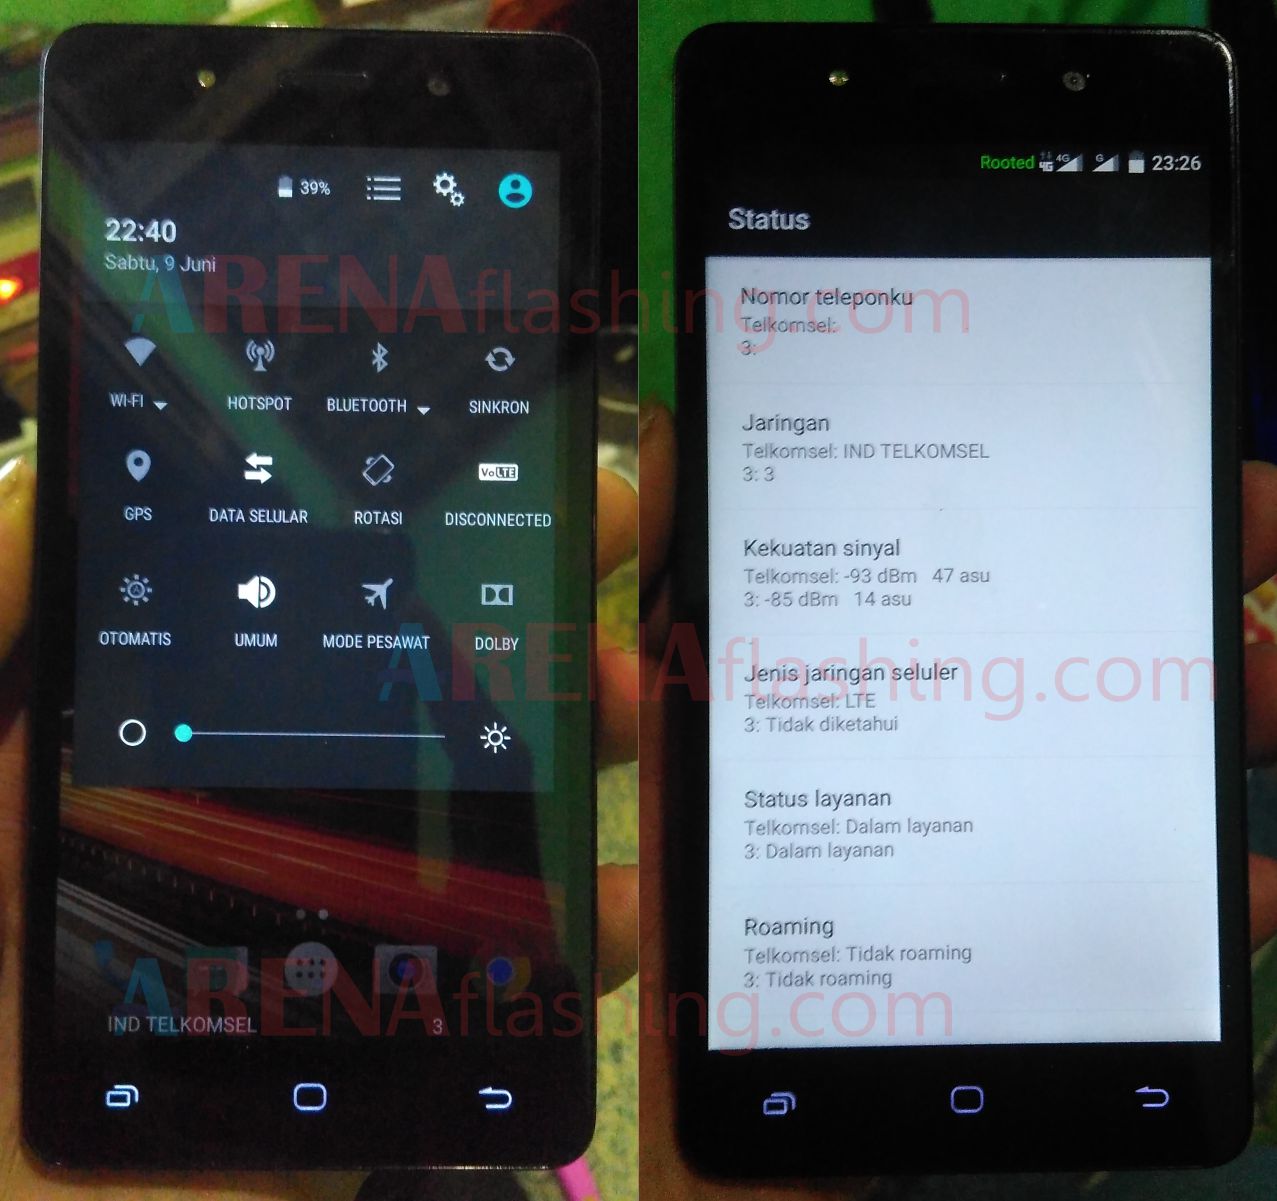 39%
22:40
Sabtu, 9 Juni
ARENAflashing.com
WI-FI
HOTSPOT
BLUETOOTH
SINKRON
GPS
DATA SELULAR
ROTASI
VoLTE
DISCONNECTED
OTOMATIS
UMUM
MODE PESAWAT
DOLBY
IND TELKOMSEL
3
Rooted 4G 4G G 23:26
Status
Nomor teleponku
Telkomsel:
3:
Jaringan
Telkomsel: IND TELKOMSEL
3: 3
Kekuatan sinyal
Telkomsel: -93 dBm 47 asu
3: -85 dBm 14 asu
ARENAflashing.com
Jenis jaringan seluler
Telkomsel: LTE
3: Tidak diketahui
Status layanan
Telkomsel: Dalam layanan
3: Dalam layanan
Roaming
Telkomsel: Tidak roaming
3: Tidak roaming
ARENAflashing.com